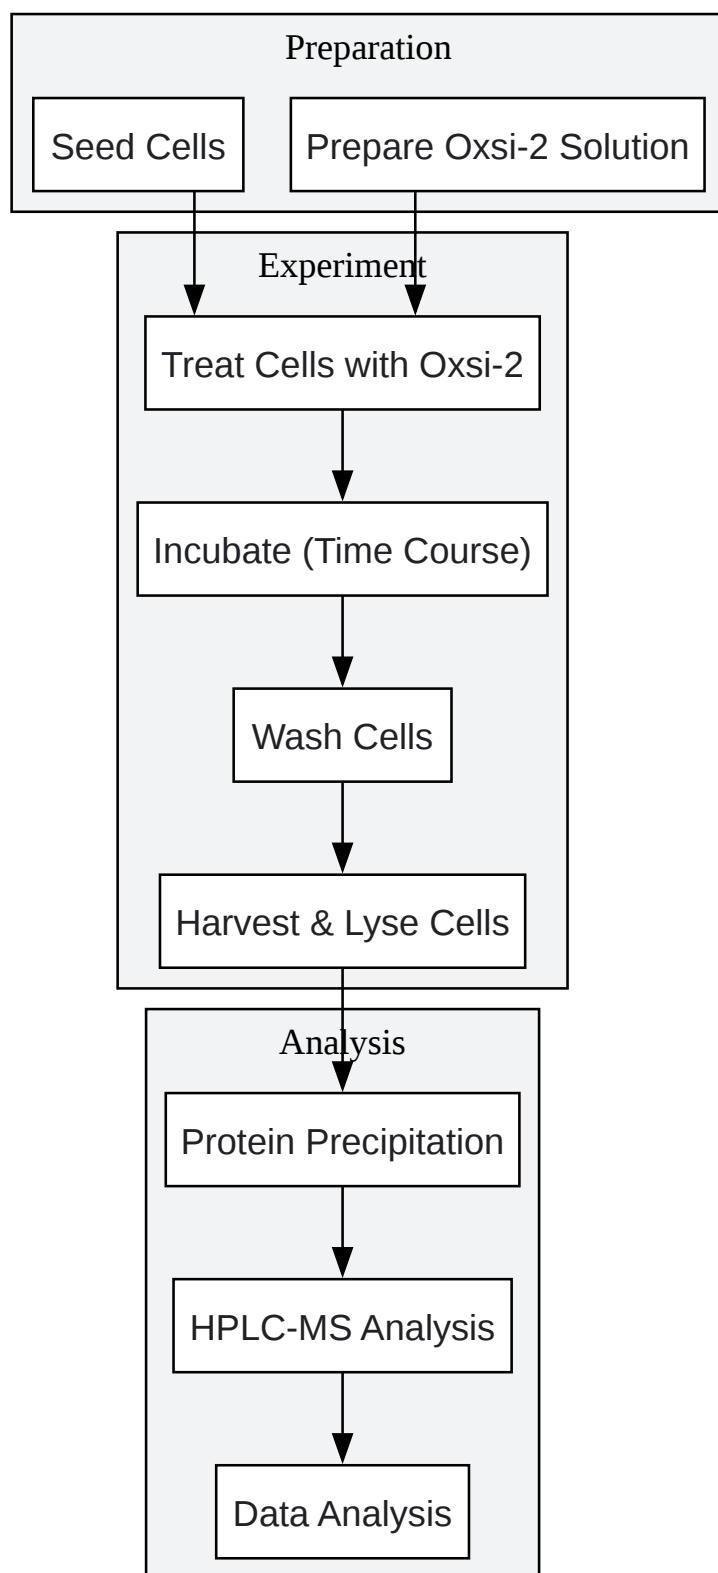 Preparation
Seed Cells
Prepare Oxsi-2 Solution
Experiment
Treat Cells with Oxsi-2
Incubate (Time Course)
Wash Cells
Harvest & Lyse Cells
Analysis
Protein Precipitation
HPLC-MS Analysis
Data Analysis